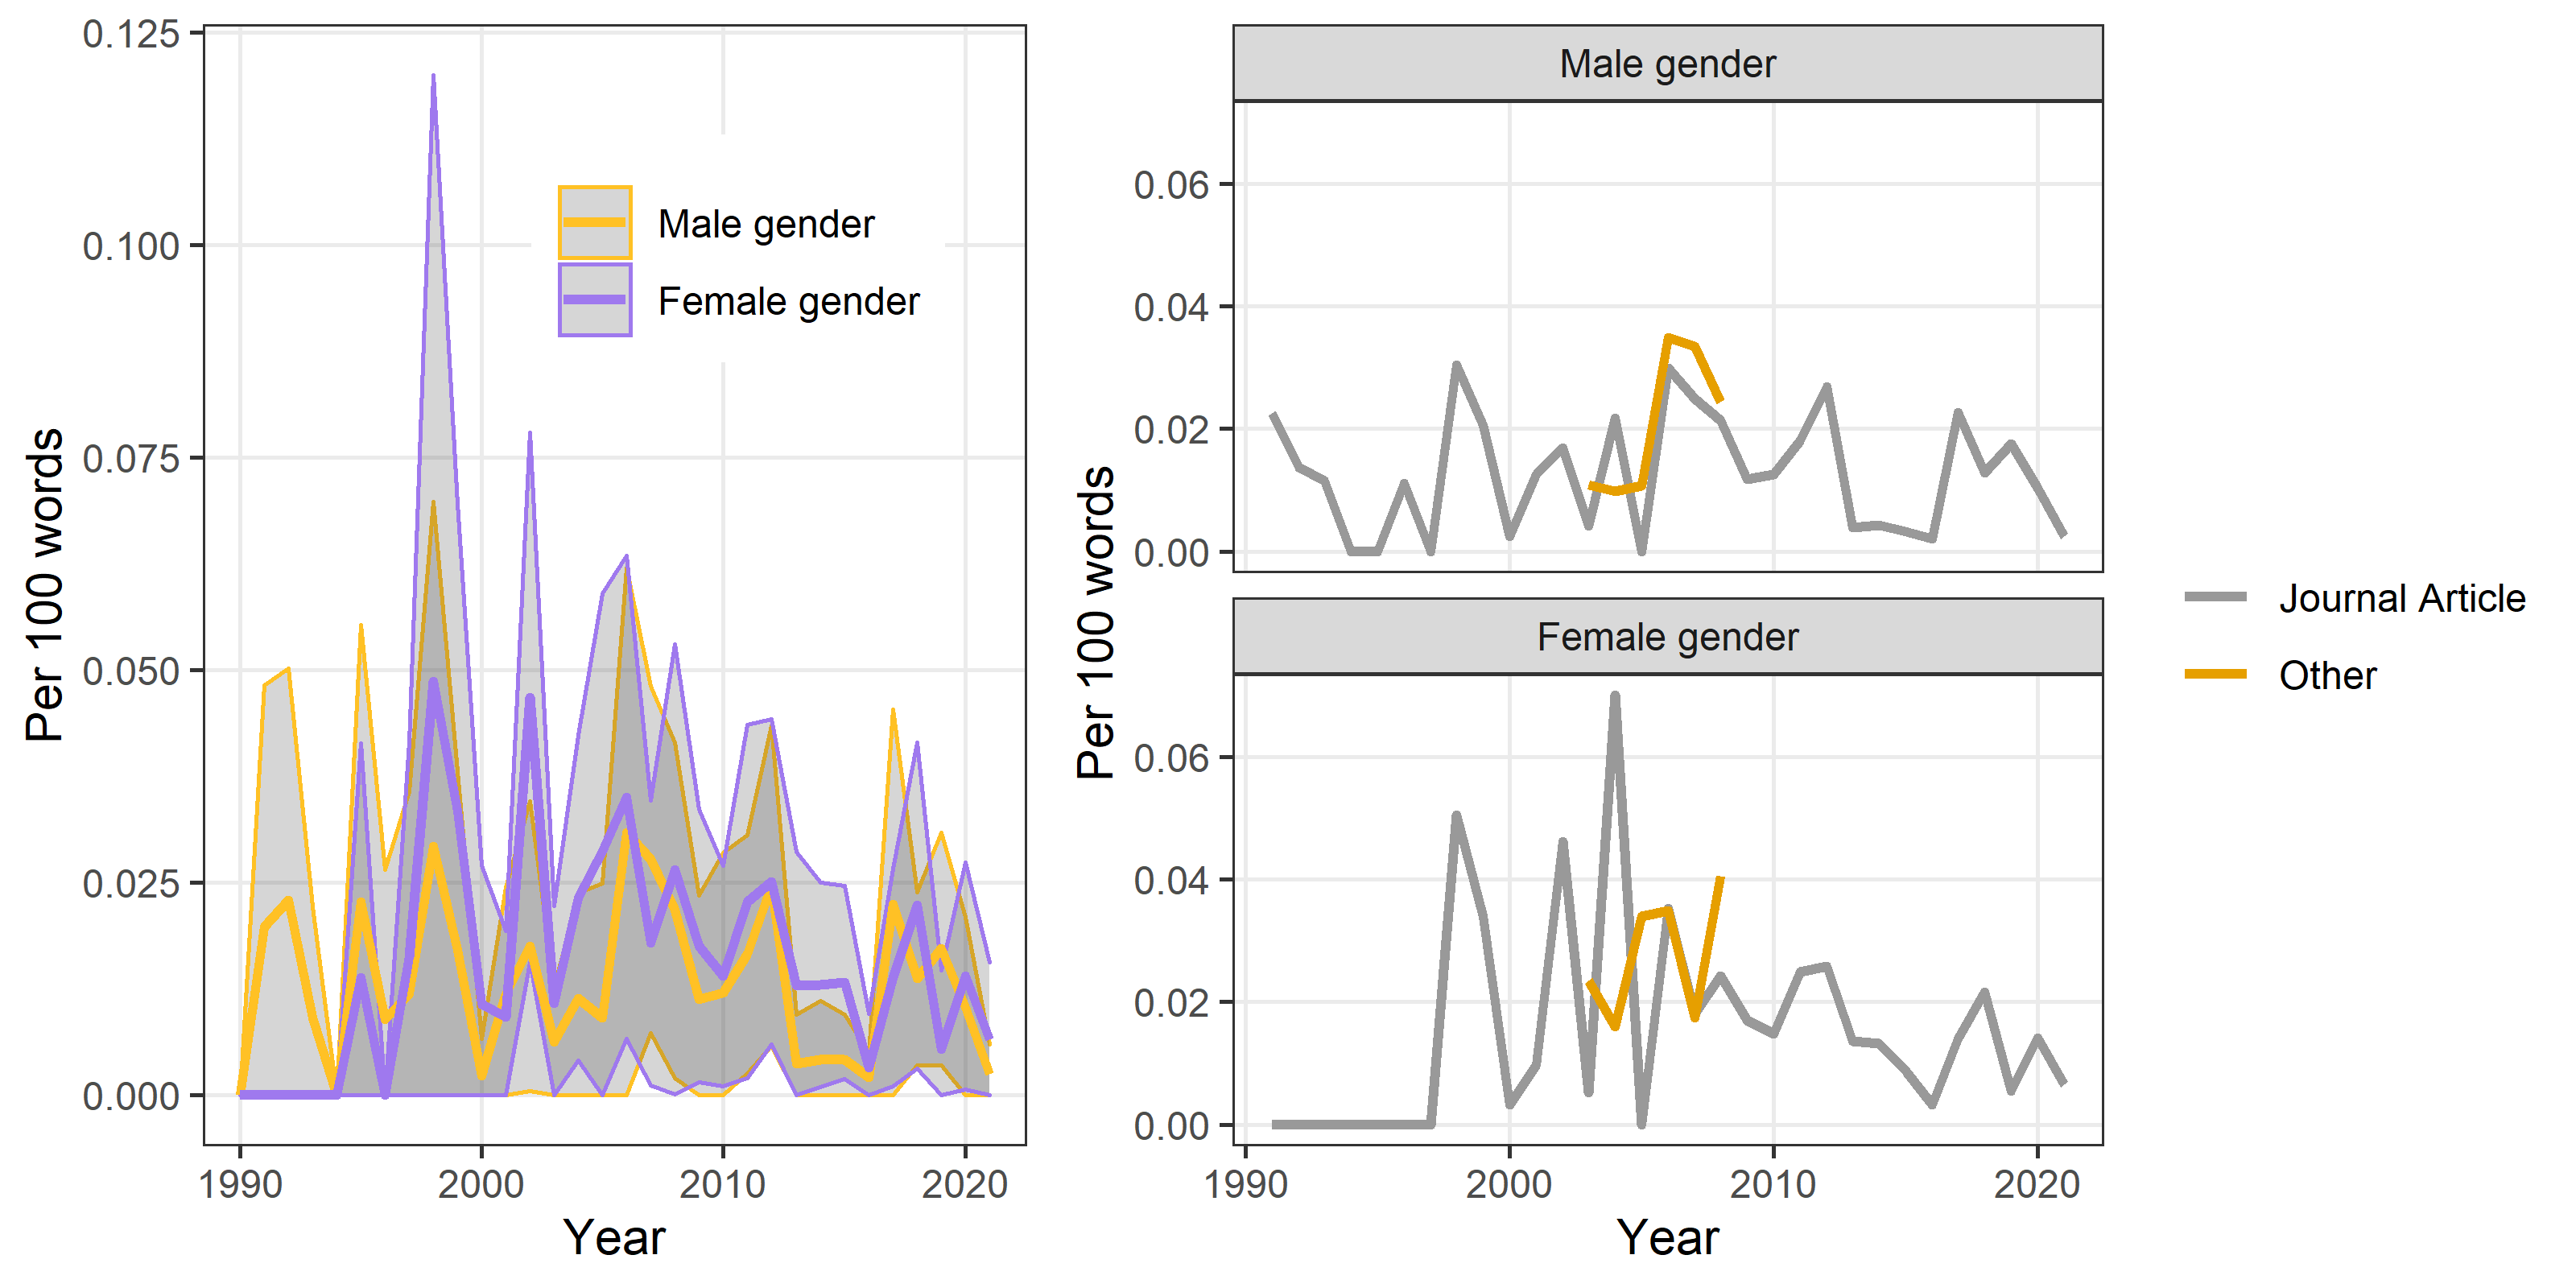 Per 100 words
0.125
0.100
0.075
0.050
0.025
0.000
1990 2000 2010 2020
Year
Male gender
Female gender
Per 100 words
Male gender
0.06
0.04
0.02
0.00
Female gender
0.06
0.04
0.02
0.00
1990 2000 2010 2020
Year
Journal Article
Other